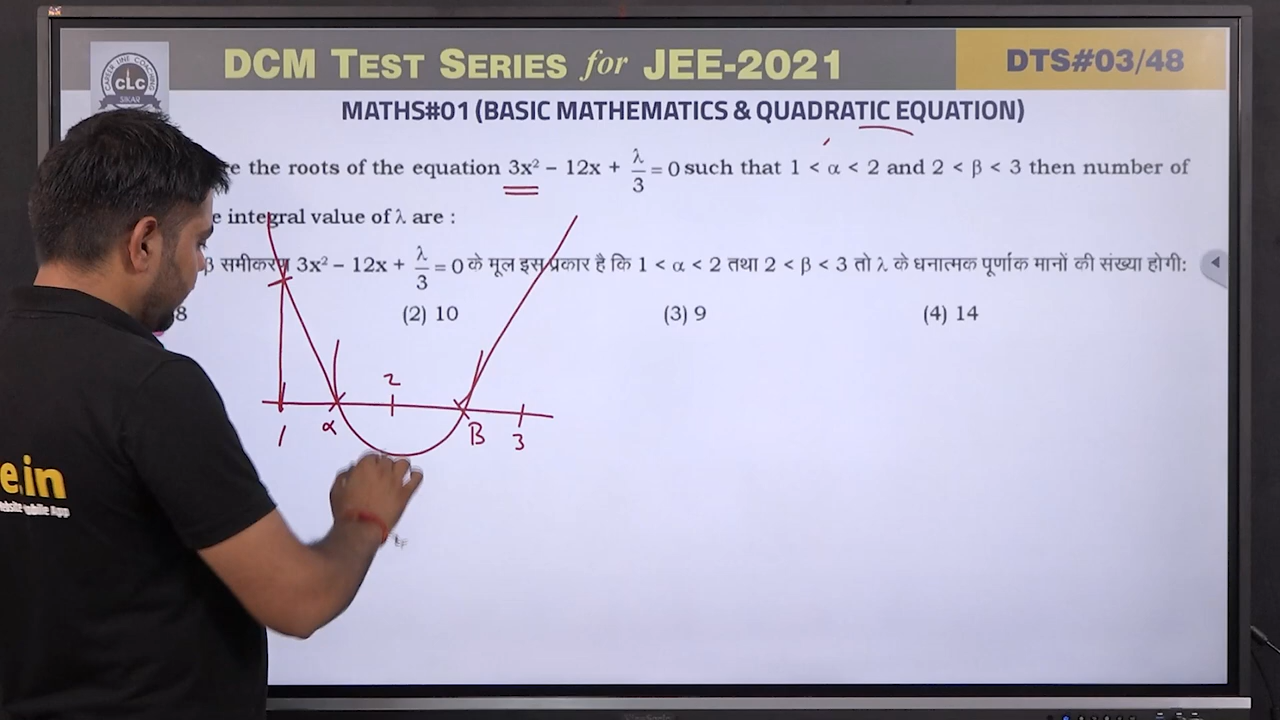 DCM TEST SERIES for JEE-2021
DTS#03/48
CLC
SIKAR
MATHS#01 (BASIC MATHEMATICS & QUADRATIC EQUATION)
re the roots of the equation 3x² – 12x + λ/3 = 0 such that 1 < α < 2 and 2 < β < 3 then number of
e integral value of λ are :
β समीकरण 3x² – 12x + λ/3 = 0 के मूल इस प्रकार है कि 1 < α < 2 तथा 2 < β < 3 तो λ के धनात्मक पूर्णांक मानों की संख्या होगी:
8
(2) 10
(3) 9
(4) 14
2
1 α β 3
e.in